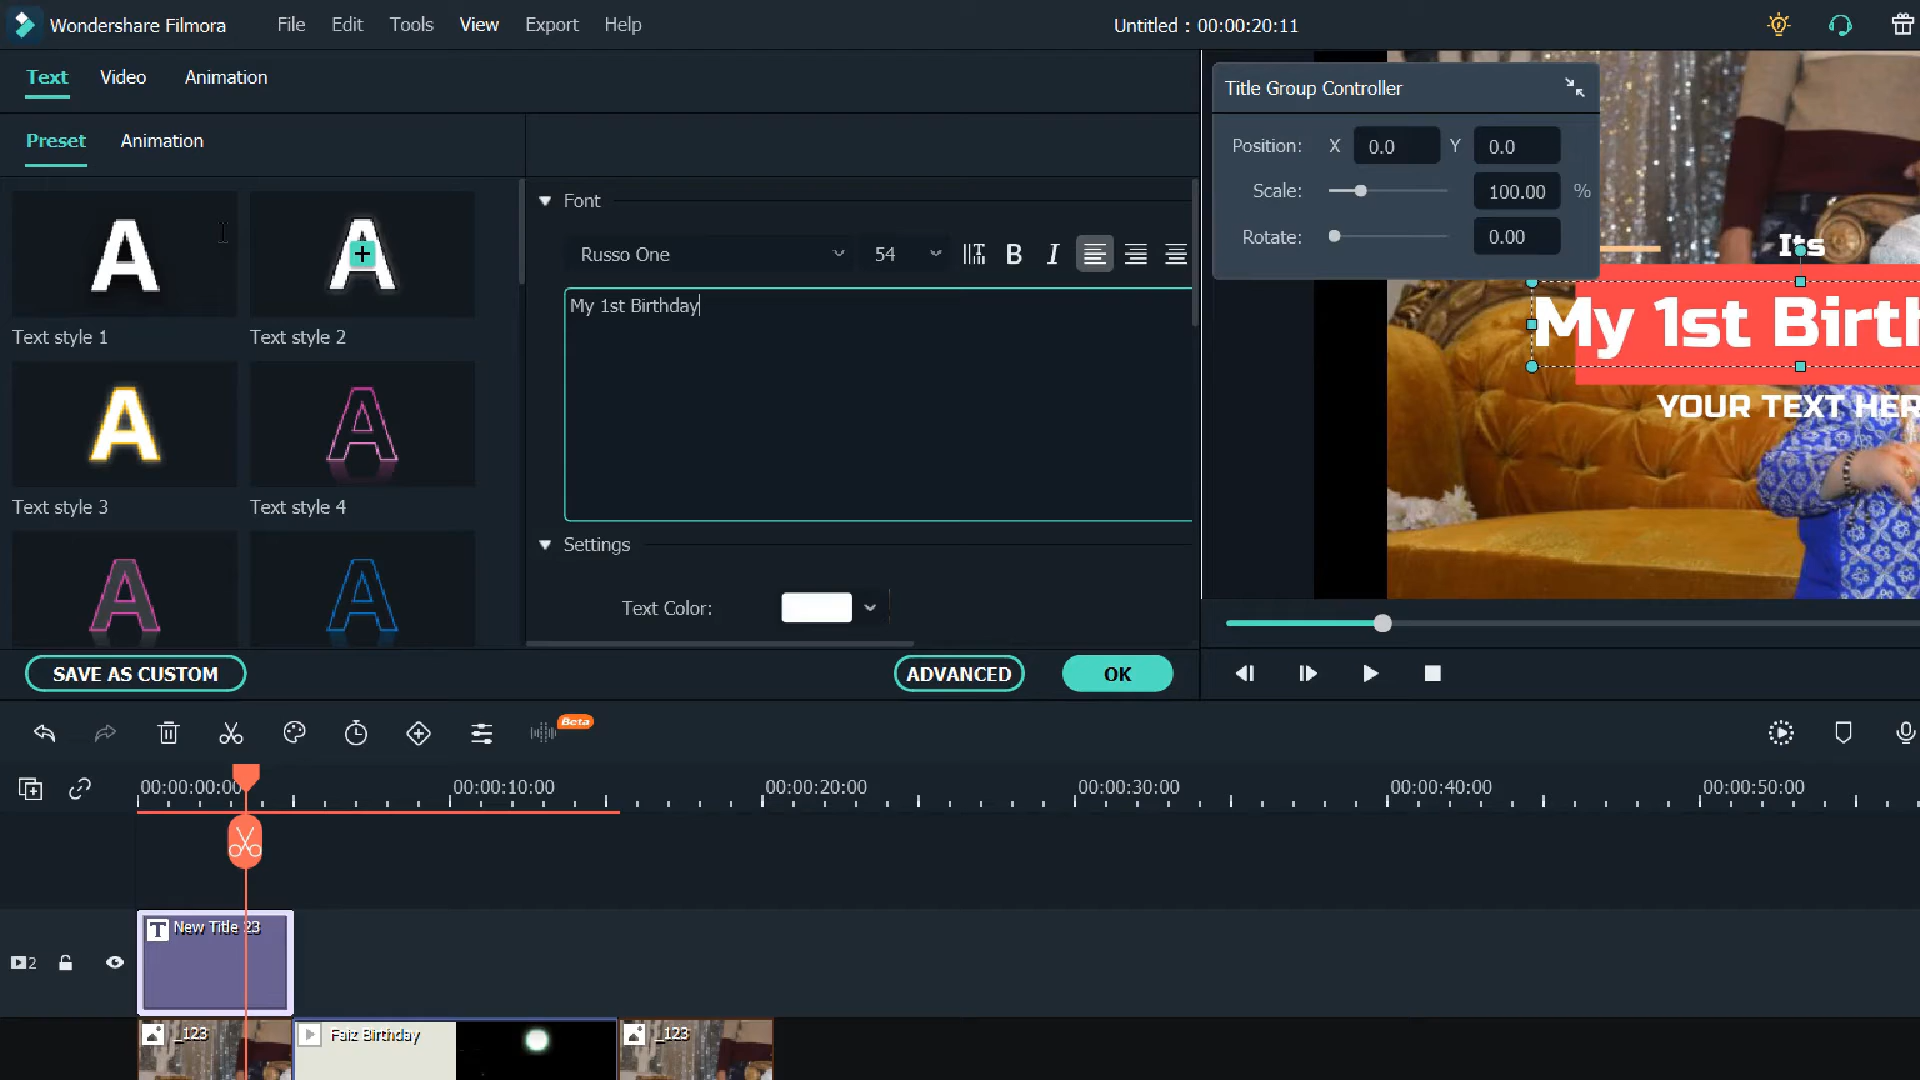 Wondershare Filmora File Edit Tools View Export Help Untitled : 00:00:20:11
Text Video Animation
Title Group Controller
Preset Animation
Position: X 0.0 Y 0.0
Scale: 100.00 %
Rotate: 0.00
Font
Russo One 54 B I
My 1st Birthday
Its
My 1st Birth
YOUR TEXT HER
A A
Text style 1 Text style 2
A A
Text style 3 Text style 4
A A
Settings
Text Color:
SAVE AS CUSTOM ADVANCED OK
Beta
00:00:00:00 00:00:10:00 00:00:20:00 00:00:30:00 00:00:40:00 00:00:50:00
T New Title 23
2
_123 Faiz Birthday _123